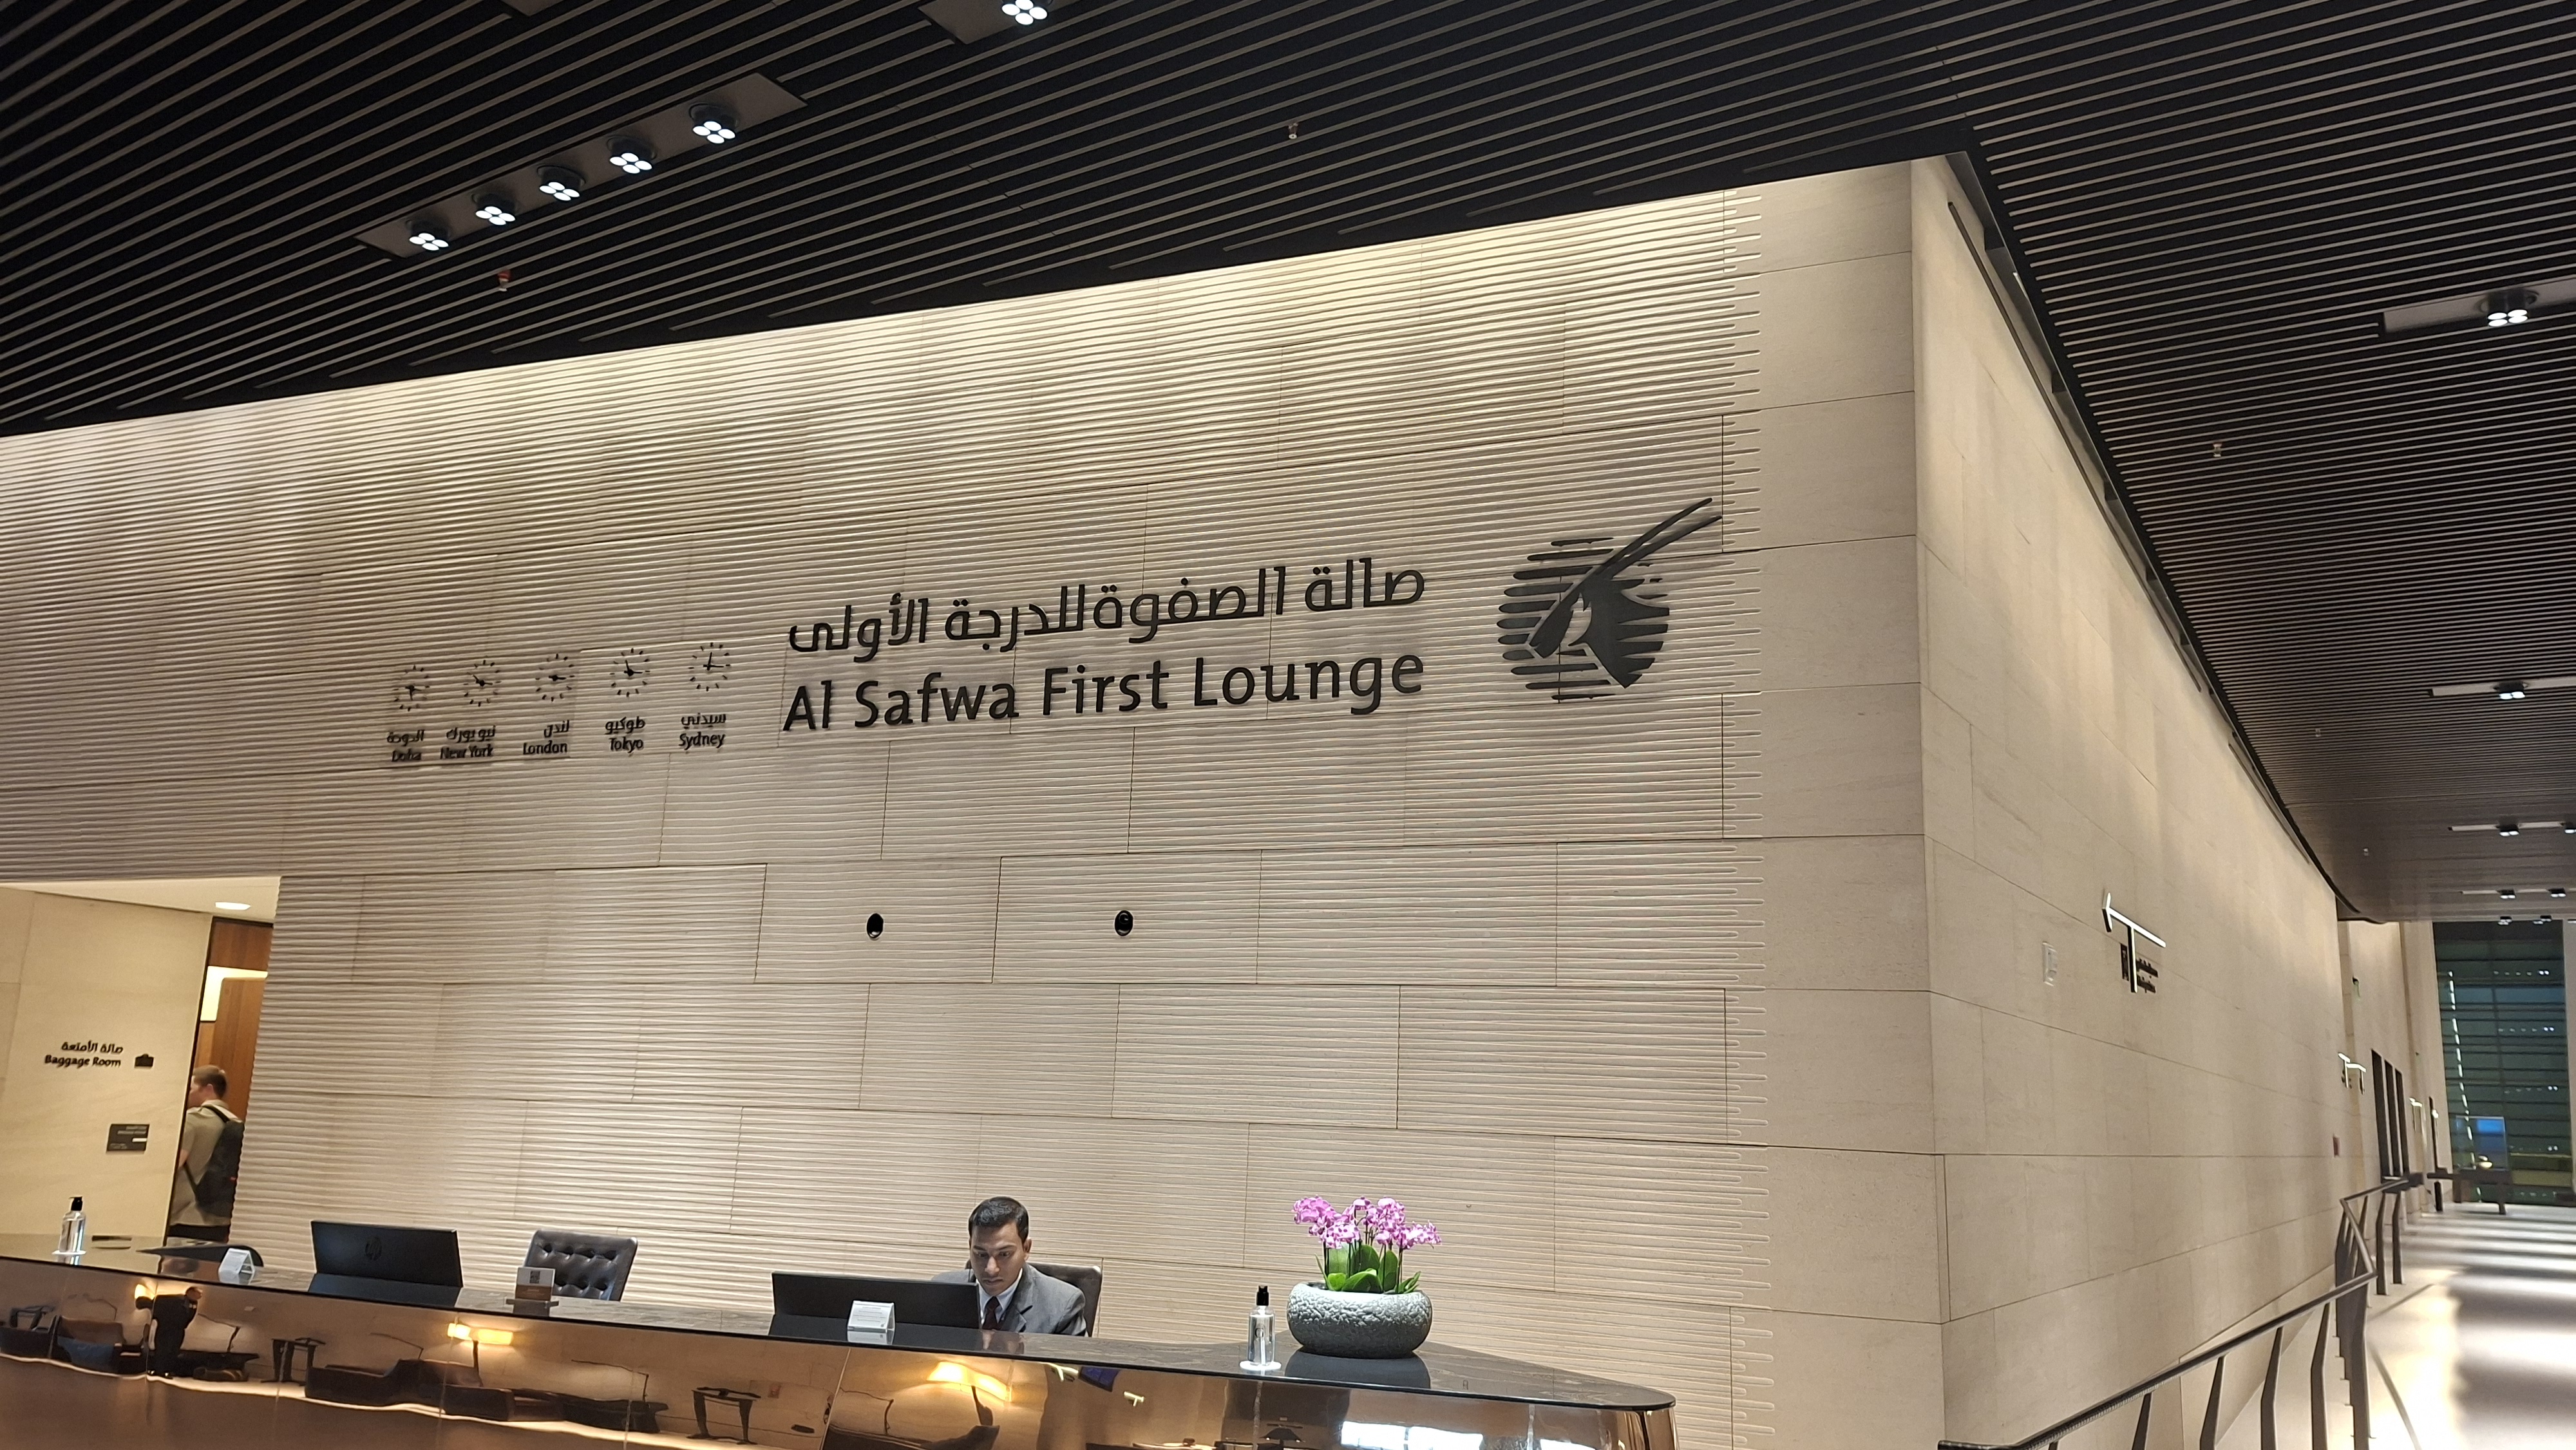 صالة الصفوة للدرجة الأولى
Al Safwa First Lounge
الدوحة
Doha
نيو يورك
New York
لندن
London
طوكيو
Tokyo
سيدني
Sydney
صالة الأمتعة
Baggage Room